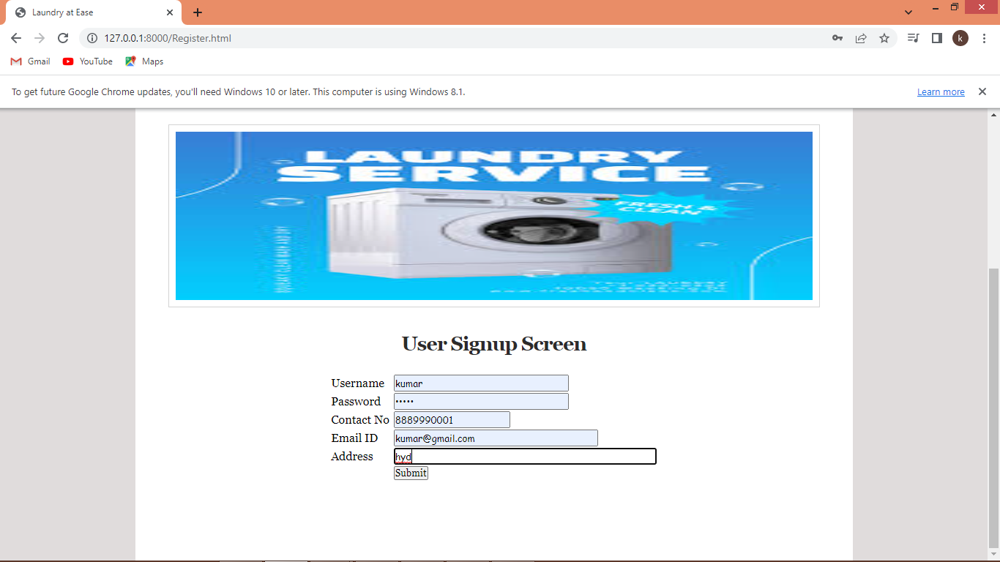 Laundry at Ease
127.0.0.1:8000/Register.html
k
Gmail YouTube Maps
To get future Google Chrome updates, you'll need Windows 10 or later. This computer is using Windows 8.1. Learn more
LAUNDRY
SERVICE
FRESH &
CLEAN
User Signup Screen
Username kumar
Password •••••
Contact No 8889990001
Email ID kumar@gmail.com
Address hyd
Submit